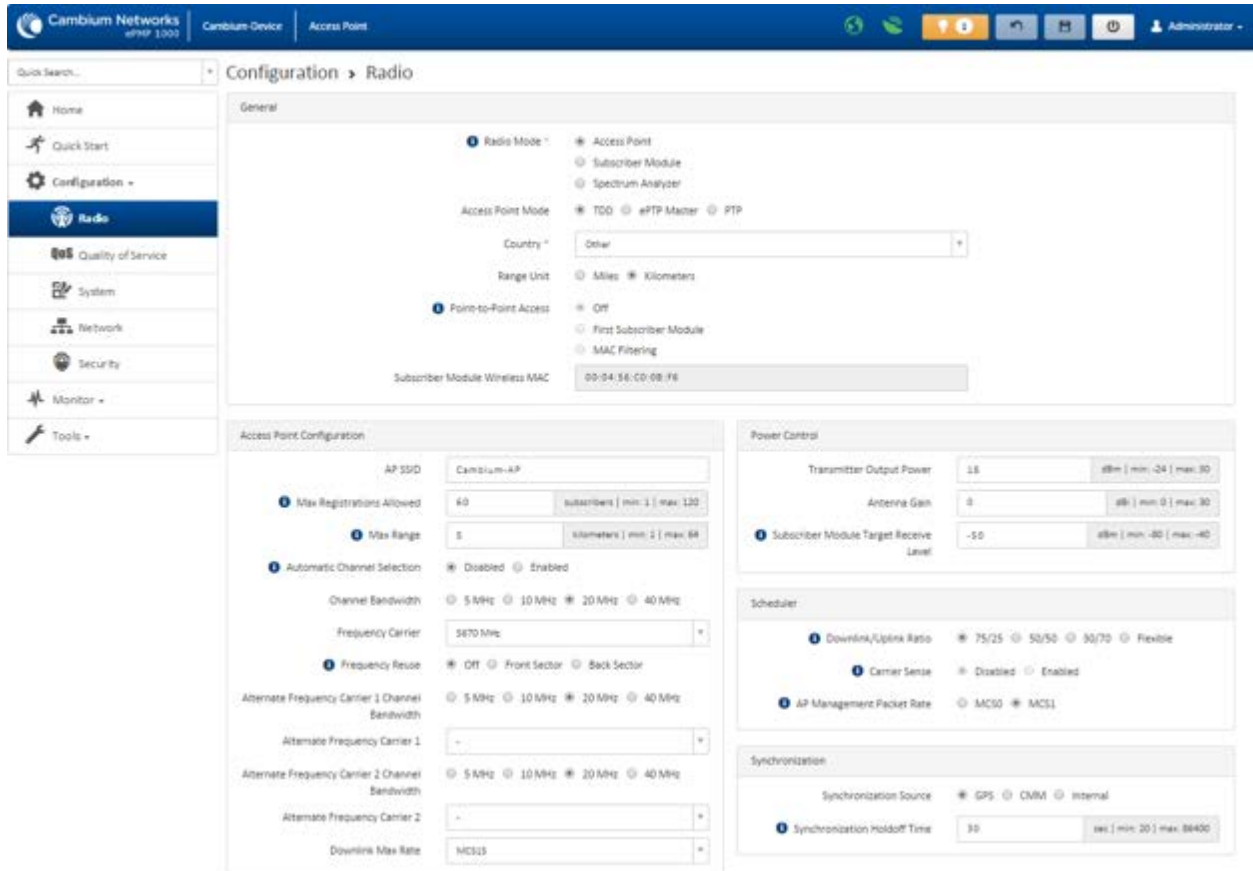 Cambium Networks
ePMP 1000
Cambium-Device
Access Point
1
Administrator
Quick Search...
Configuration > Radio
Home
Quick Start
Configuration
Radio
QoS Quality of Service
System
Network
Security
Monitor
Tools
General
Radio Mode *
Access Point
Subscriber Module
Spectrum Analyzer
Access Point Mode
TDD ePTP Master PTP
Country *
Other
Range Unit
Miles Kilometers
Point-to-Point Access
Off
First Subscriber Module
MAC Filtering
Subscriber Module Wireless MAC
00:04:56:C0:0B:F6
Access Point Configuration
AP SSID
Cambium-AP
Max Registrations Allowed
60
subscribers | min: 1 | max: 120
Max Range
5
kilometers | min: 1 | max: 64
Automatic Channel Selection
Disabled Enabled
Channel Bandwidth
5 MHz 10 MHz 20 MHz 40 MHz
Frequency Carrier
5670 MHz
Frequency Reuse
Off Front Sector Back Sector
Alternate Frequency Carrier 1 Channel
Bandwidth
5 MHz 10 MHz 20 MHz 40 MHz
Alternate Frequency Carrier 1
-
Alternate Frequency Carrier 2 Channel
Bandwidth
5 MHz 10 MHz 20 MHz 40 MHz
Alternate Frequency Carrier 2
-
Downlink Max Rate
MCS15
Power Control
Transmitter Output Power
dBm | min: -24 | max: 30
Antenna Gain
0
dBi | min: 0 | max: 30
Subscriber Module Target Receive
Level
-50
dBm | min: -80 | max: -40
Scheduler
Downlink/Uplink Ratio
75/25 50/50 30/70 Flexible
Carrier Sense
Disabled Enabled
AP Management Packet Rate
MCS0 MCS1
Synchronization
Synchronization Source
GPS CMM Internal
Synchronization Holdoff Time
30
sec | min: 20 | max: 86400